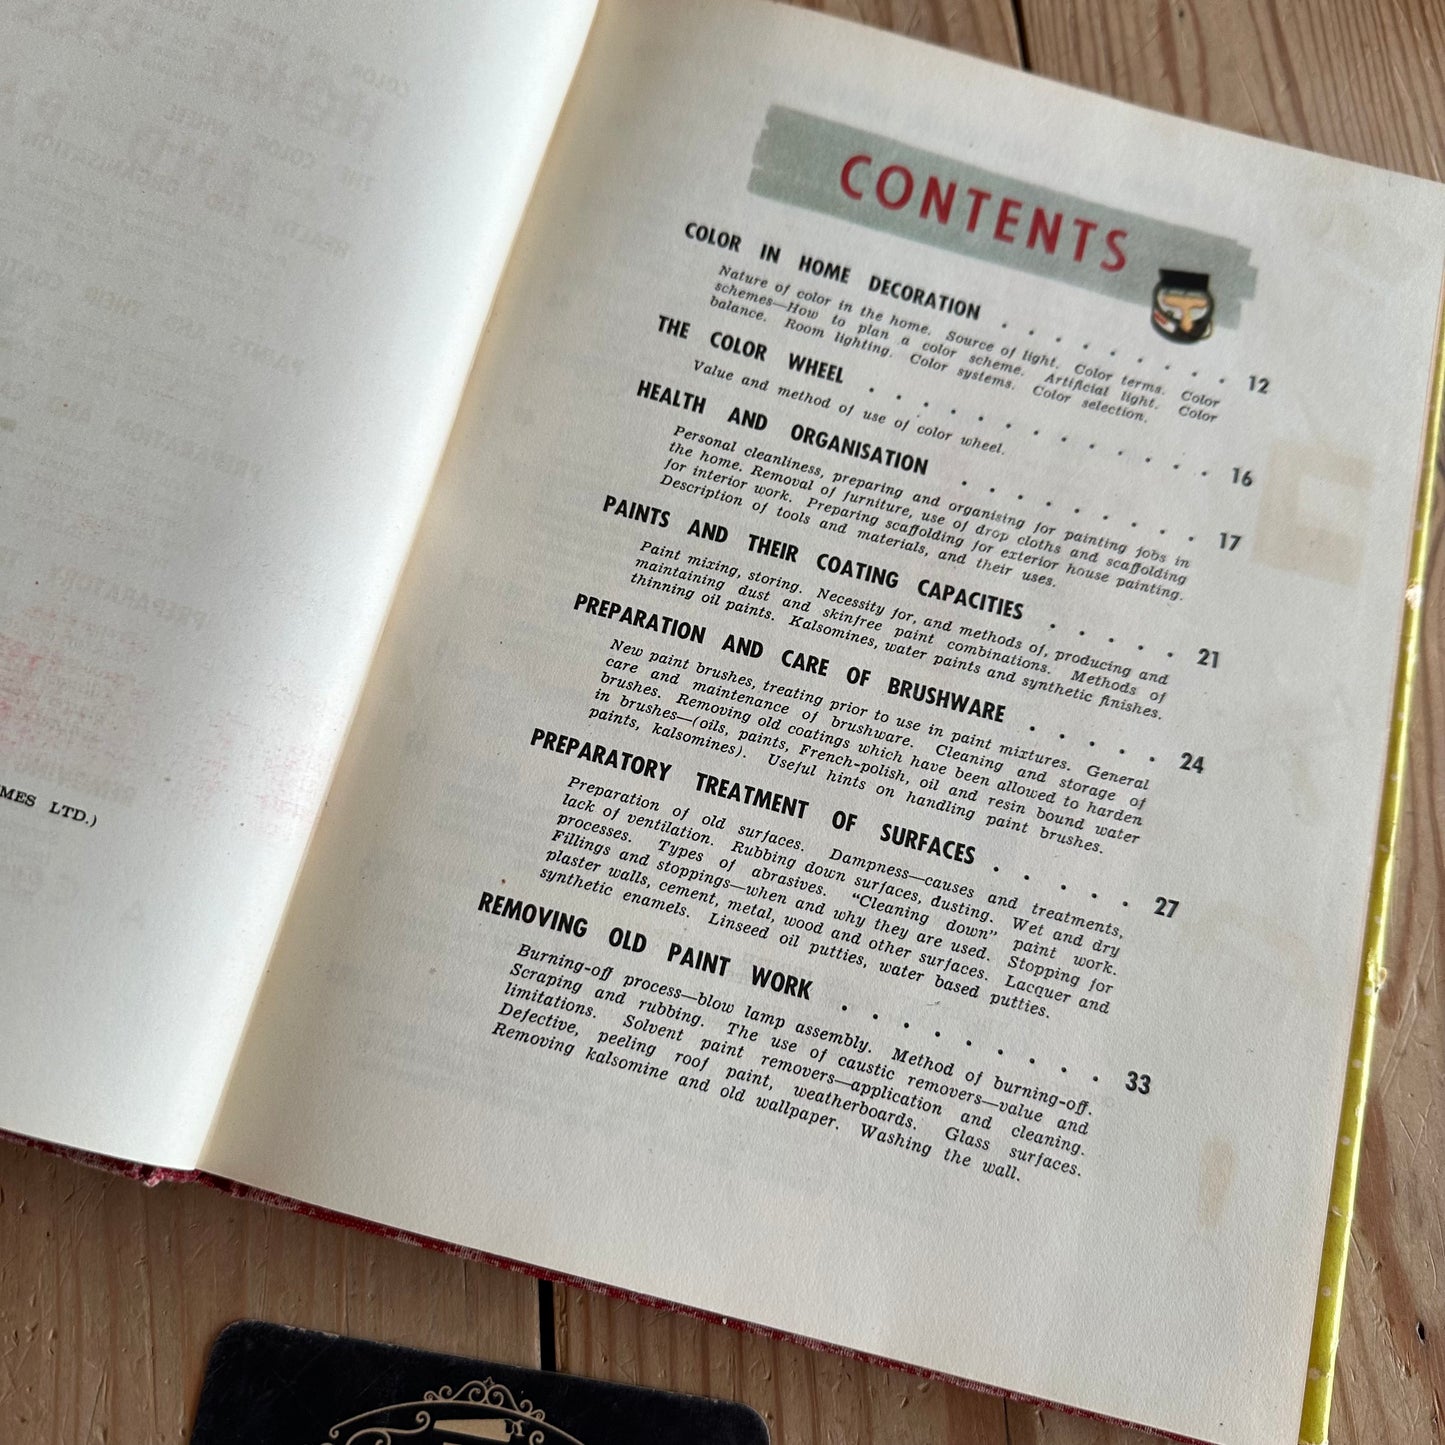 MES LTD.)
CONTENTS
COLOR IN HOME DECORATION . . . . . . . . . 12
Nature of color in the home. Source of light. Color terms. Color
schemes—How to plan a color scheme. Artificial light. Color
balance. Room lighting. Color systems. Color selection.
THE COLOR WHEEL . . . . . . . . . . . . . 16
Value and method of use of color wheel.
HEALTH AND ORGANISATION . . . . . . . . . 17
Personal cleanliness, preparing and organising for painting jobs in
the home. Removal of furniture, use of drop cloths and scaffolding
for interior work. Preparing scaffolding for exterior house painting.
Description of tools and materials, and their uses.
PAINTS AND THEIR COATING CAPACITIES . . . . . 21
Paint mixing, storing. Necessity for, and methods of, producing and
maintaining dust and skinfree paint combinations. Methods of
thinning oil paints. Kalsomines, water paints and synthetic finishes.
PREPARATION AND CARE OF BRUSHWARE . . . . . 24
New paint brushes, treating prior to use in paint mixtures. General
care and maintenance of brushware. Cleaning and storage of
brushes. Removing old coatings which have been allowed to harden
in brushes—(oils, paints, French-polish, oil and resin bound water
paints, kalsomines). Useful hints on handling paint brushes.
PREPARATORY TREATMENT OF SURFACES . . . . . 27
Preparation of old surfaces. Dampness—causes and treatments,
lack of ventilation. Rubbing down surfaces, dusting. Wet and dry
processes. Types of abrasives. "Cleaning down" paint work.
Fillings and stoppings—when and why they are used. Stopping for
plaster walls, cement, metal, wood and other surfaces. Lacquer and
synthetic enamels. Linseed oil putties, water based putties.
REMOVING OLD PAINT WORK . . . . . . . . . 33
Burning-off process—blow lamp assembly. Method of burning-off.
Scraping and rubbing. The use of caustic removers—value and
limitations. Solvent paint removers—application and cleaning.
Defective, peeling roof paint, weatherboards. Glass surfaces.
Removing kalsomine and old wallpaper. Washing the wall.